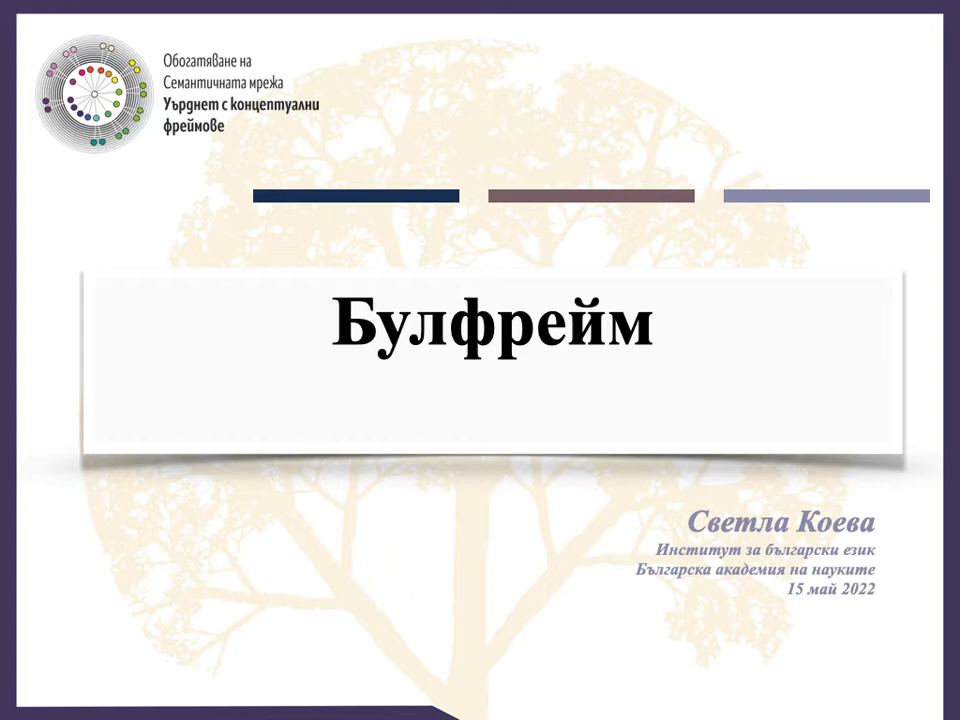 Обогатяване на
Семантичната мрежа
Уърднет с концептуални
фреймове
Булфрейм
Светла Коева
Институт за български език
Българска академия на науките
15 май 2022